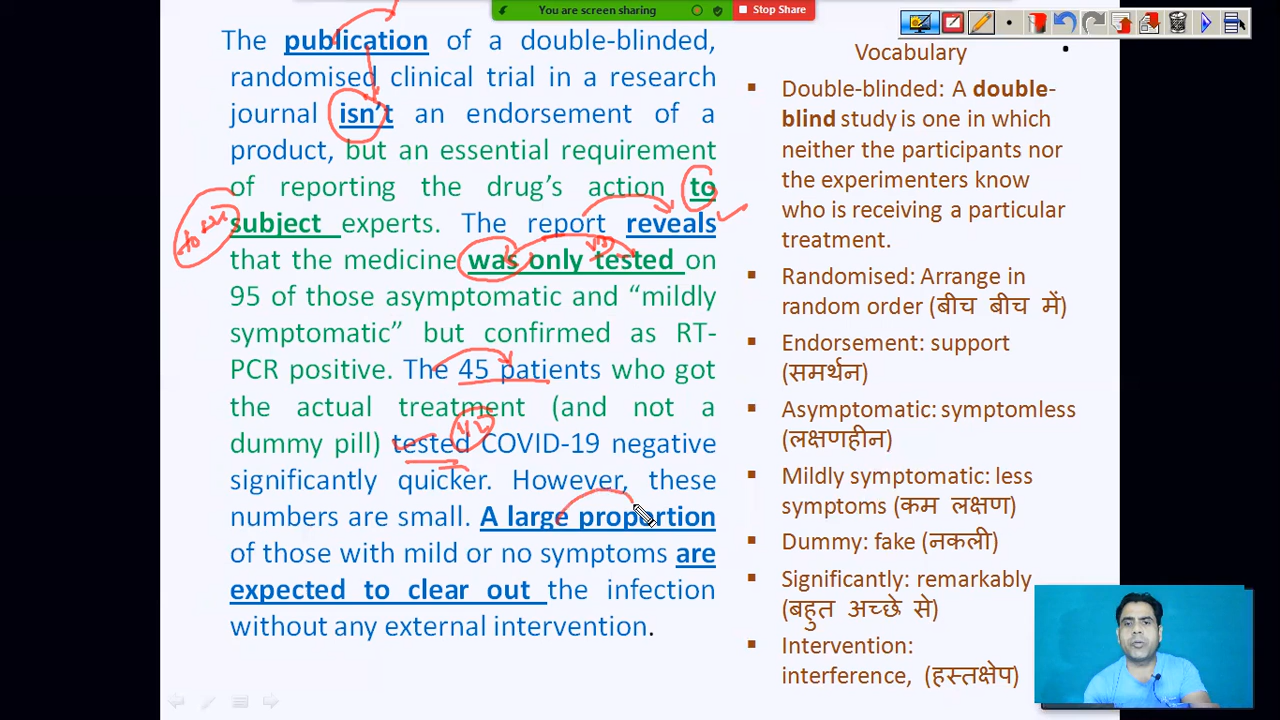 You are screen sharing
Stop Share
The publication of a double-blinded,
randomised clinical trial in a research
journal isn't an endorsement of a
product, but an essential requirement
of reporting the drug's action to
subject experts. The report reveals
that the medicine was only tested on
95 of those asymptomatic and “mildly
symptomatic” but confirmed as RT-
PCR positive. The 45 patients who got
the actual treatment (and not a
dummy pill) tested COVID-19 negative
significantly quicker. However, these
numbers are small. A large proportion
of those with mild or no symptoms are
expected to clear out the infection
without any external intervention.
Vocabulary
Double-blinded: A double-
blind study is one in which
neither the participants nor
the experimenters know
who is receiving a particular
treatment.
Randomised: Arrange in
random order (बीच बीच में)
Endorsement: support
(समर्थन)
Asymptomatic: symptomless
(लक्षणहीन)
Mildly symptomatic: less
symptoms (कम लक्षण)
Dummy: fake (नकली)
Significantly: remarkably
(बहुत अच्छे से)
Intervention:
interference, (हस्तक्षेप)